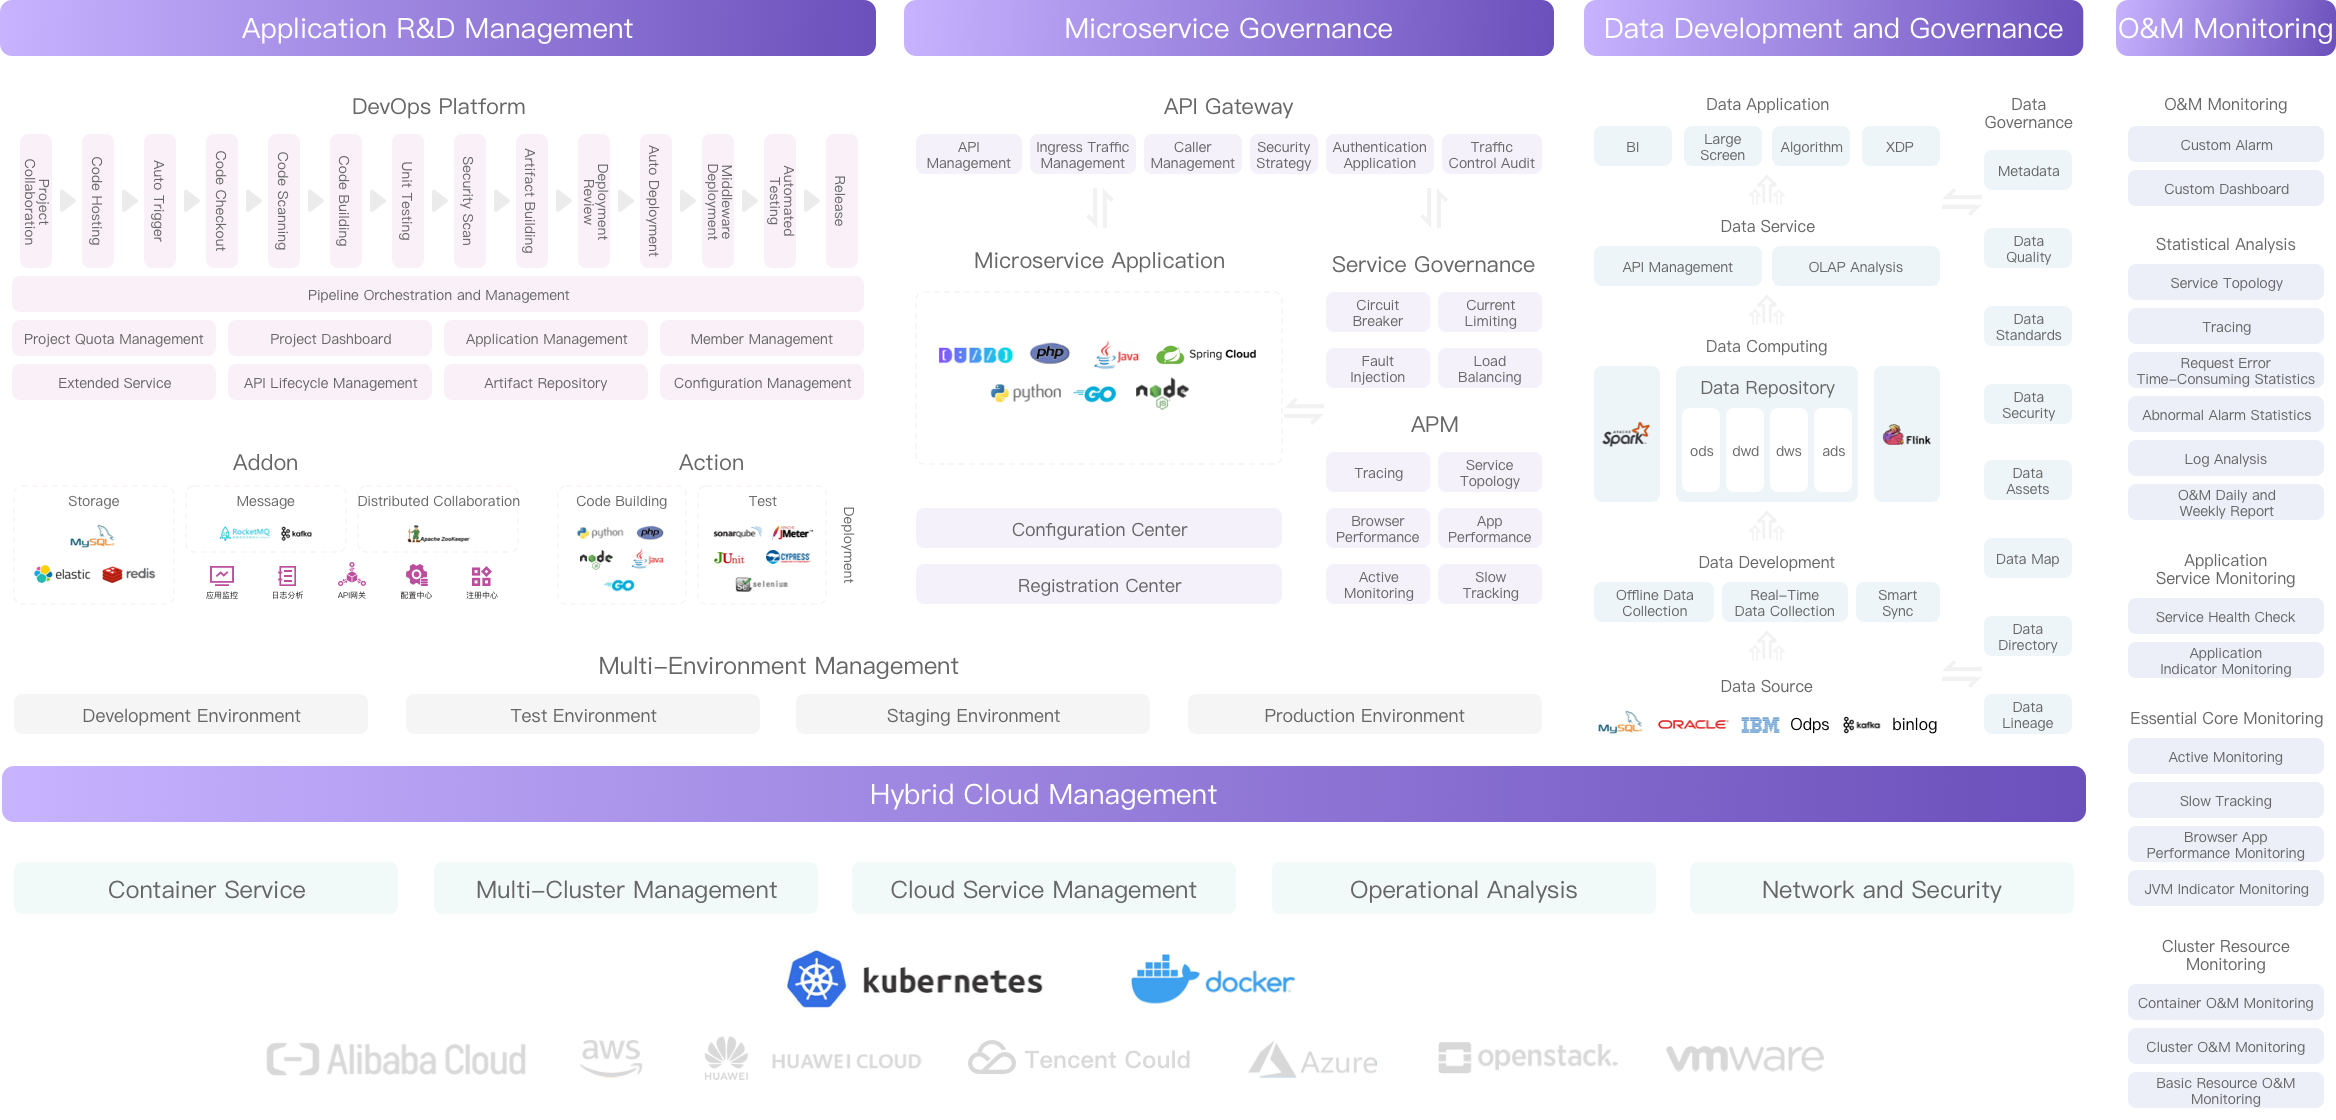 Application R&D Management
DevOps Platform
Project
Collaboration
Code Hosting
Auto Trigger
Code Checkout
Code Scanning
Code Building
Unit Testing
Security Scan
Artifact Building
Deployment
Review
Auto Deployment
Middleware
Deployment
Automated
Testing
Release
Pipeline Orchestration and Management
Project Quota Management
Project Dashboard
Application Management
Member Management
Extended Service
API Lifecycle Management
Artifact Repository
Configuration Management
Addon
Storage
MySQL
elastic
redis
Message
RocketMQ
kafka
Distributed Collaboration
Apache ZooKeeper
应用监控
日志分析
API网关
配置中心
注册中心
Action
Code Building
python
php
node
JS
Java
GO
Test
sonarqube
APACHE
JMeter
JUnit
CYPRESS
selenium
Deployment
Microservice Governance
API Gateway
API
Management
Ingress Traffic
Management
Caller
Management
Security
Strategy
Authentication
Application
Traffic
Control Audit
Microservice Application
DUBBO
php
Java
Spring Cloud
python
GO
node
JS
Configuration Center
Registration Center
Service Governance
Circuit
Breaker
Current
Limiting
Fault
Injection
Load
Balancing
APM
Tracing
Service
Topology
Browser
Performance
App
Performance
Active
Monitoring
Slow
Tracking
Multi-Environment Management
Development Environment
Test Environment
Staging Environment
Production Environment
Data Development and Governance
Data Application
BI
Large
Screen
Algorithm
XDP
Data Service
API Management
OLAP Analysis
Data Computing
APACHE
Spark
Data Repository
ods
dwd
dws
ads
Flink
Data Development
Offline Data
Collection
Real-Time
Data Collection
Smart
Sync
Data Source
MySQL
ORACLE
IBM
Odps
kafka
binlog
Data
Governance
Metadata
Data
Quality
Data
Standards
Data
Security
Data
Assets
Data Map
Data
Directory
Data
Lineage
Hybrid Cloud Management
Container Service
Multi-Cluster Management
Cloud Service Management
Operational Analysis
Network and Security
kubernetes
docker
Alibaba Cloud
aws
HUAWEI
HUAWEI CLOUD
Tencent Could
Azure
openstack.
vmware
O&M Monitoring
O&M Monitoring
Custom Alarm
Custom Dashboard
Statistical Analysis
Service Topology
Tracing
Request Error
Time-Consuming Statistics
Abnormal Alarm Statistics
Log Analysis
O&M Daily and
Weekly Report
Application
Service Monitoring
Service Health Check
Application
Indicator Monitoring
Essential Core Monitoring
Active Monitoring
Slow Tracking
Browser App
Performance Monitoring
JVM Indicator Monitoring
Cluster Resource
Monitoring
Container O&M Monitoring
Cluster O&M Monitoring
Basic Resource O&M
Monitoring